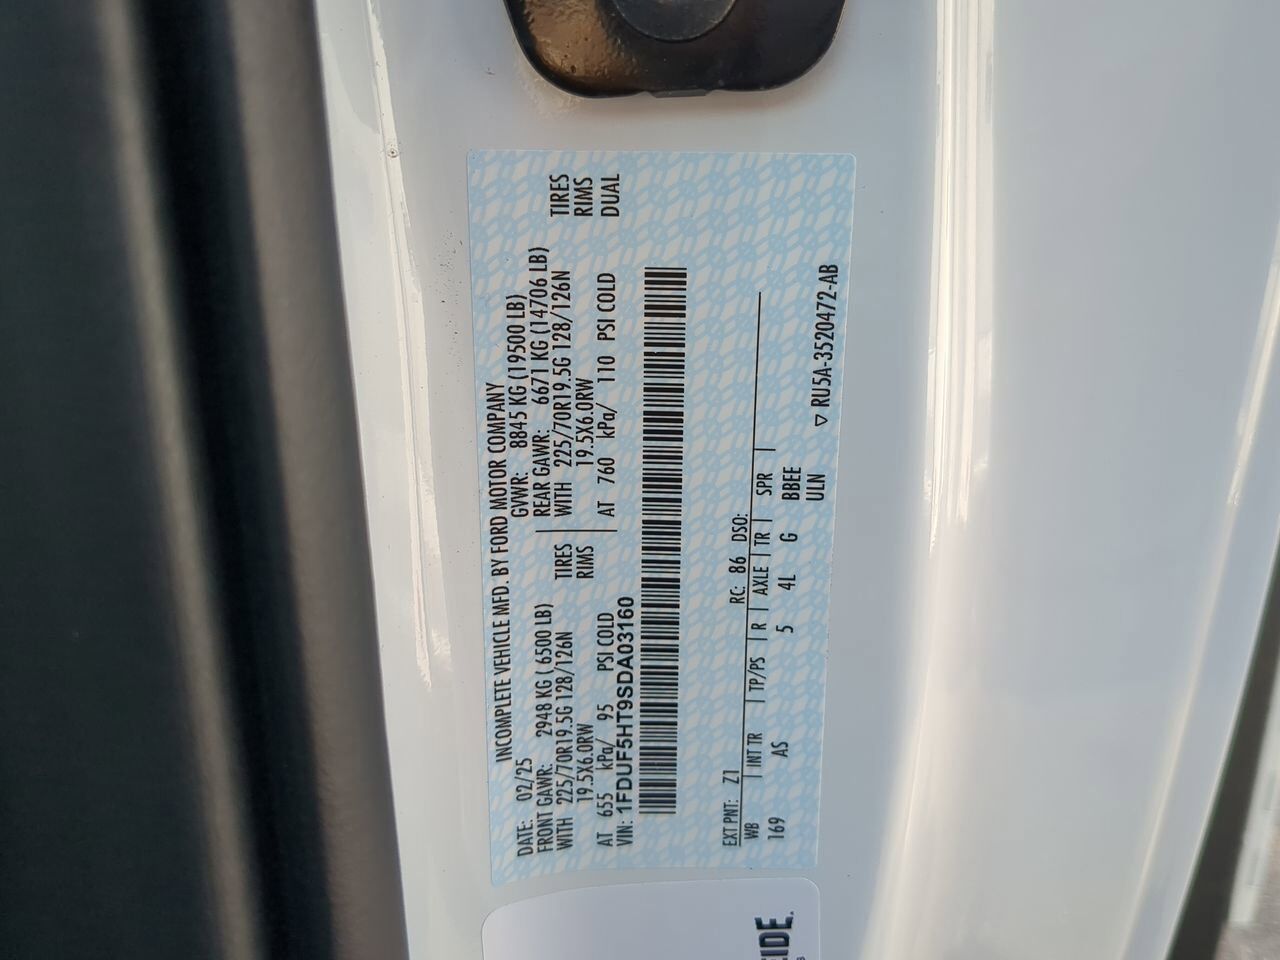 INCOMPLETE VEHICLE MFD. BY FORD MOTOR COMPANY
DATE: 02/25 GVWR: 8845 KG (19500 LB)
FRONT GAWR: 2948 KG (6500 LB) REAR GAWR: 6671 KG (14706 LB)
WITH 225/70R19.5G 128/126N TIRES WITH 225/70R19.5G 128/126N TIRES
19.5X6.0RW RIMS 19.5X6.0RW RIMS
AT 655 kPa/ 95 PSI COLD AT 760 kPa/ 110 PSI COLD DUAL
VIN: 1FDUF5HT9SDA03160
EXT PNT: Z1 RC: 86 DSO:
WB | INT TR | TP/PS | R | AXLE | TR | SPR |
169 AS 5 4L G BBEE
ULN
▽ RU5A-3520472-AB